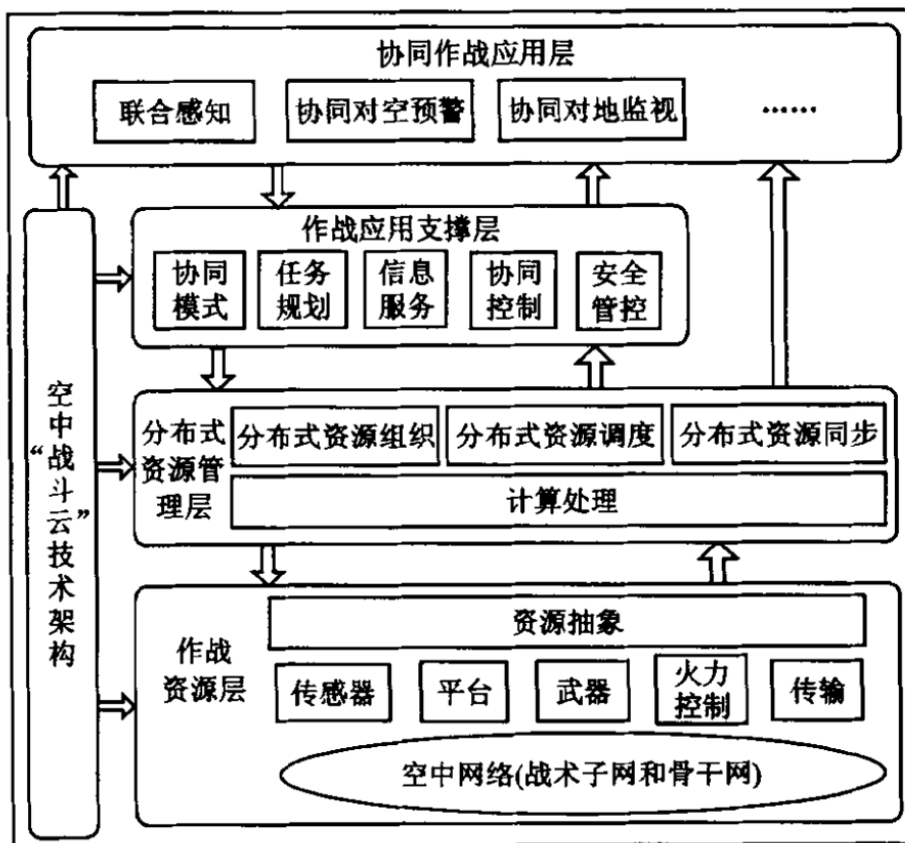 协同作战应用层
联合感知
协同对空预警
协同对地监视
……
作战应用支撑层
协同
模式
任务
规划
信息
服务
协同
控制
安全
管控
空中“战斗云”技术架构
分布式
资源管
理层
分布式资源组织
分布式资源调度
分布式资源同步
计算处理
作战
资源层
资源抽象
传感器
平台
武器
火力
控制
传输
空中网络(战术子网和骨干网)